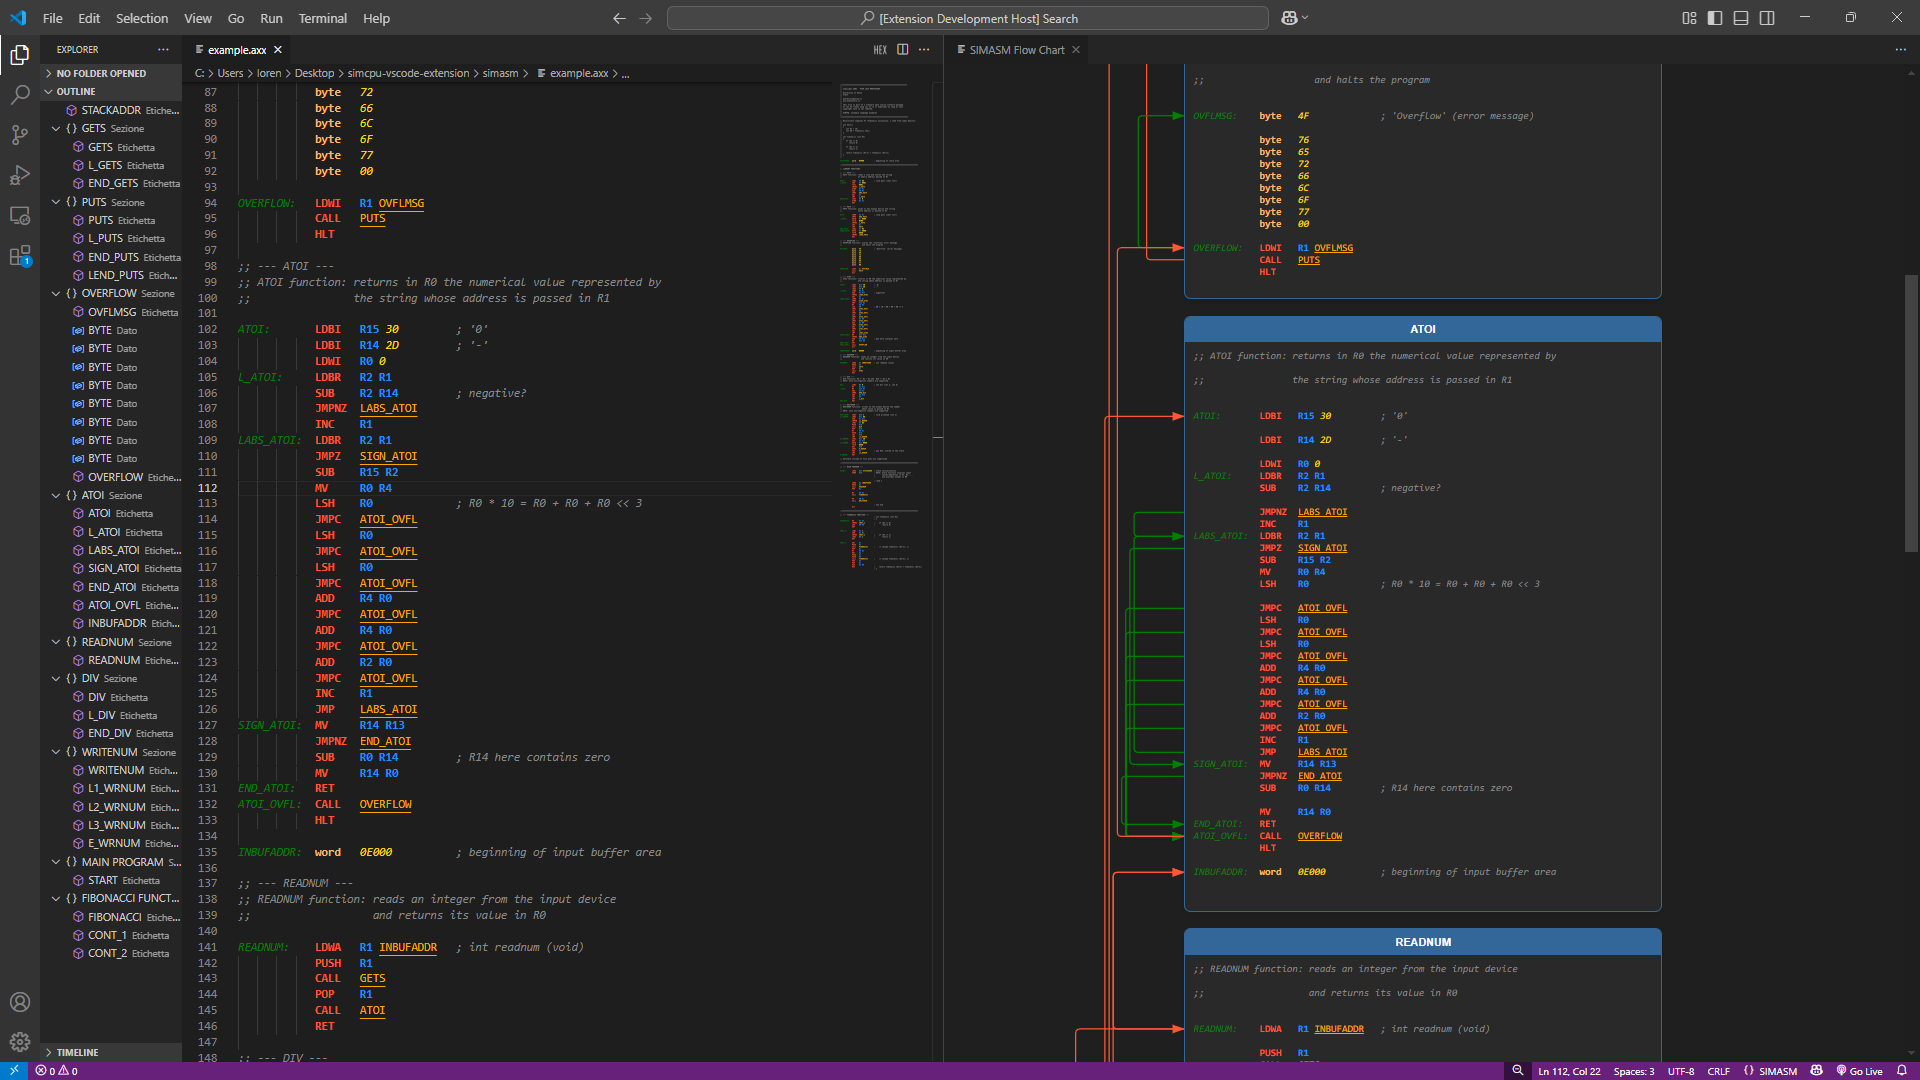 File Edit Selection View Go Run Terminal Help
[Extension Development Host] Search
EXPLORER
NO FOLDER OPENED
OUTLINE
STACKADDR Etiche...
{} GETS Sezione
GETS Etichetta
L_GETS Etichetta
END_GETS Etichetta
{} PUTS Sezione
PUTS Etichetta
L_PUTS Etichetta
END_PUTS Etichetta
LEND_PUTS Etich...
{} OVERFLOW Sezione
OVFLMSG Etichetta
BYTE Dato
BYTE Dato
BYTE Dato
BYTE Dato
BYTE Dato
BYTE Dato
BYTE Dato
BYTE Dato
OVERFLOW Etichet...
{} ATOI Sezione
ATOI Etichetta
L_ATOI Etichetta
LABS_ATOI Etichet...
SIGN_ATOI Etichetta
END_ATOI Etichetta
ATOI_OVFL Etiche...
INBUFADDR Etich...
{} READNUM Sezione
READNUM Etiche...
{} DIV Sezione
DIV Etichetta
L_DIV Etichetta
END_DIV Etichetta
{} WRITENUM Sezione
WRITENUM Etich...
L1_WRNUM Etich...
L2_WRNUM Etich...
L3_WRNUM Etich...
E_WRNUM Etiche...
{} MAIN PROGRAM S...
START Etichetta
{} FIBONACCI FUNCT...
FIBONACCI Etiche...
CONT_1 Etichetta
CONT_2 Etichetta
TIMELINE
1
example.axx
HEX
C: > Users > loren > Desktop > simcpu-vscode-extension > simasm > example.axx > ...
87 byte 72
88 byte 66
89 byte 6C
90 byte 6F
91 byte 77
92 byte 00
93
94 OVERFLOW: LDWI R1 OVFLMSG
95 CALL PUTS
96 HLT
97
98 ;; --- ATOI ---
99 ;; ATOI function: returns in R0 the numerical value represented by
100 ;; the string whose address is passed in R1
101
102 ATOI: LDBI R15 30 ; '0'
103 LDBI R14 2D ; '-'
104 LDWI R0 0
105 L_ATOI: LDBR R2 R1
106 SUB R2 R14 ; negative?
107 JMPNZ LABS_ATOI
108 INC R1
109 LABS_ATOI: LDBR R2 R1
110 JMPZ SIGN_ATOI
111 SUB R15 R2
112 MV R0 R4
113 LSH R0 ; R0 * 10 = R0 + R0 + R0 << 3
114 JMPC ATOI_OVFL
115 LSH R0
116 JMPC ATOI_OVFL
117 LSH R0
118 JMPC ATOI_OVFL
119 ADD R4 R0
120 JMPC ATOI_OVFL
121 ADD R4 R0
122 JMPC ATOI_OVFL
123 ADD R2 R0
124 JMPC ATOI_OVFL
125 INC R1
126 JMP LABS_ATOI
127 SIGN_ATOI: MV R14 R13
128 JMPNZ END_ATOI
129 SUB R0 R14 ; R14 here contains zero
130 MV R14 R0
131 END_ATOI: RET
132 ATOI_OVFL: CALL OVERFLOW
133 HLT
134
135 INBUFADDR: word 0E000 ; beginning of input buffer area
136
137 ;; --- READNUM ---
138 ;; READNUM function: reads an integer from the input device
139 ;; and returns its value in R0
140
141 READNUM: LDWA R1 INBUFADDR ; int readnum (void)
142 PUSH R1
143 CALL GETS
144 POP R1
145 CALL ATOI
146 RET
147
148 ;; --- DIV ---
SIMASM Flow Chart
;; and halts the program
OVFLMSG: byte 4F ; 'Overflow' (error message)
byte 76
byte 65
byte 72
byte 66
byte 6C
byte 6F
byte 77
byte 00
OVERFLOW: LDWI R1 OVFLMSG
CALL PUTS
HLT
ATOI
;; ATOI function: returns in R0 the numerical value represented by
;; the string whose address is passed in R1
ATOI: LDBI R15 30 ; '0'
LDBI R14 2D ; '-'
LDWI R0 0
L_ATOI: LDBR R2 R1
SUB R2 R14 ; negative?
JMPNZ LABS_ATOI
INC R1
LABS_ATOI: LDBR R2 R1
JMPZ SIGN_ATOI
SUB R15 R2
MV R0 R4
LSH R0 ; R0 * 10 = R0 + R0 + R0 << 3
JMPC ATOI_OVFL
LSH R0
JMPC ATOI_OVFL
LSH R0
JMPC ATOI_OVFL
ADD R4 R0
JMPC ATOI_OVFL
ADD R4 R0
JMPC ATOI_OVFL
ADD R2 R0
JMPC ATOI_OVFL
INC R1
JMP LABS_ATOI
SIGN_ATOI: MV R14 R13
JMPNZ END_ATOI
SUB R0 R14 ; R14 here contains zero
MV R14 R0
END_ATOI: RET
ATOI_OVFL: CALL OVERFLOW
HLT
INBUFADDR: word 0E000 ; beginning of input buffer area
READNUM
;; READNUM function: reads an integer from the input device
;; and returns its value in R0
READNUM: LDWA R1 INBUFADDR ; int readnum (void)
PUSH R1
0 0
Ln 112, Col 22 Spaces: 3 UTF-8 CRLF {} SIMASM Go Live